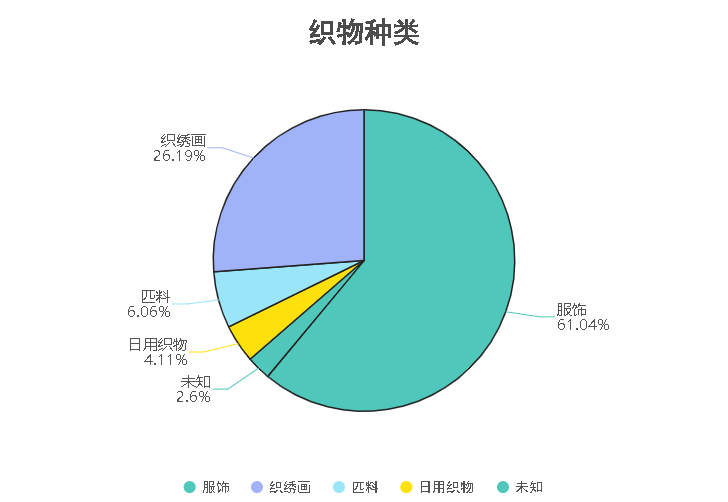 织物种类
织绣画
26.19%
匹料
6.06%
日用织物
4.11%
未知
2.6%
服饰
61.04%
服饰 织绣画 匹料 日用织物 未知